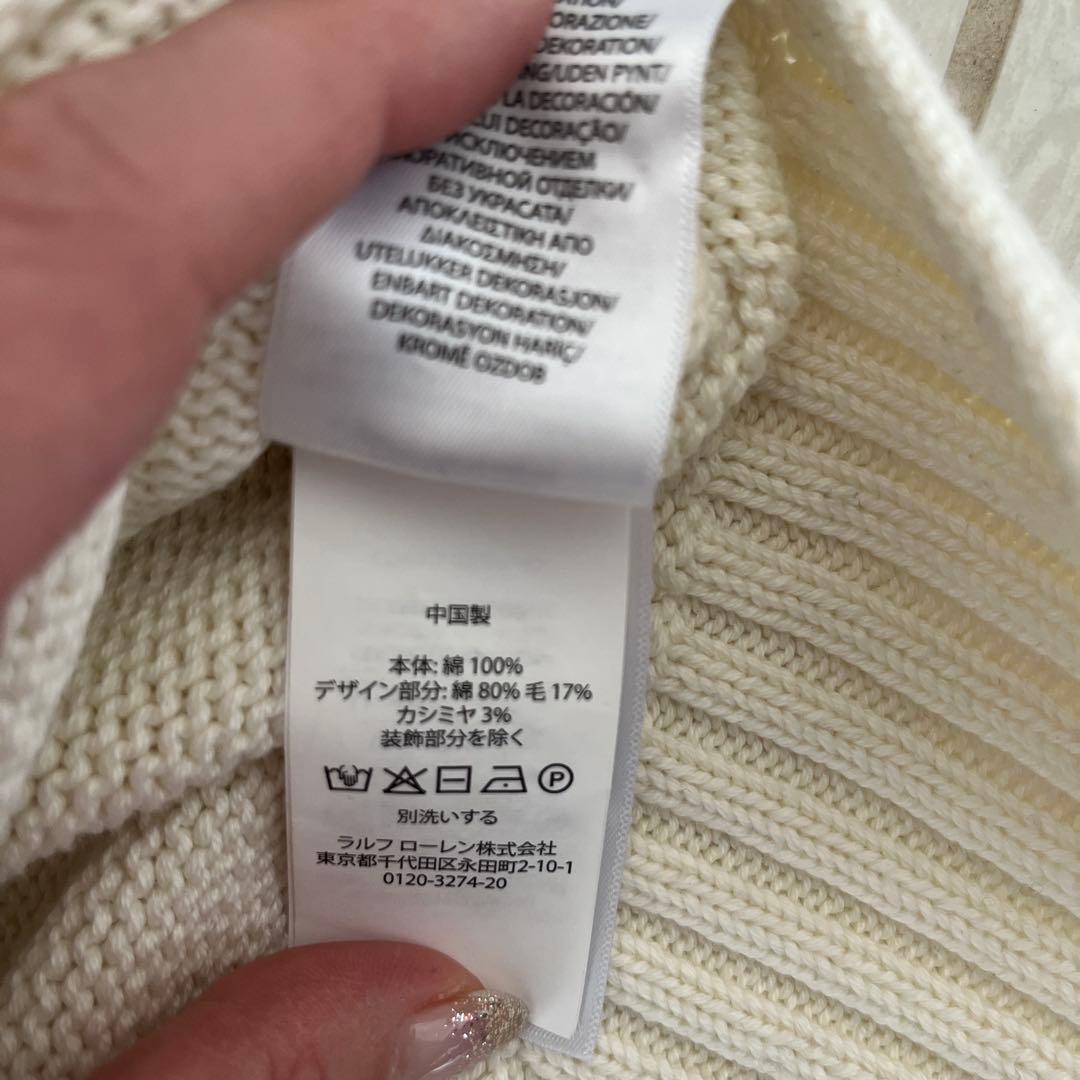 ORAZIONE/
DEKORATION/
UDEN PYNT/
LA DECORACIÓN/
DECORAÇÃO/
ИСКЛЮЧЕНИЕМ
ОТДЕЛКИ/
БЕЗ УКРАСАТА/
ΑΠΟΚΛΕΙΣΤΙΚΗ ΑΠΟ
ΔΙΑΚΟΣΜΗΣΗ/
UTELUKKER DEKORASJON/
ENBART DEKORATION/
DEKORASYON HARİÇ/
KROMĚ OZDOB
中国製
本体: 綿 100%
デザイン部分: 綿 80% 毛 17%
カシミヤ 3%
装飾部分を除く
P
別洗いする
ラルフ ローレン株式会社
東京都千代田区永田町2-10-1
0120-3274-20